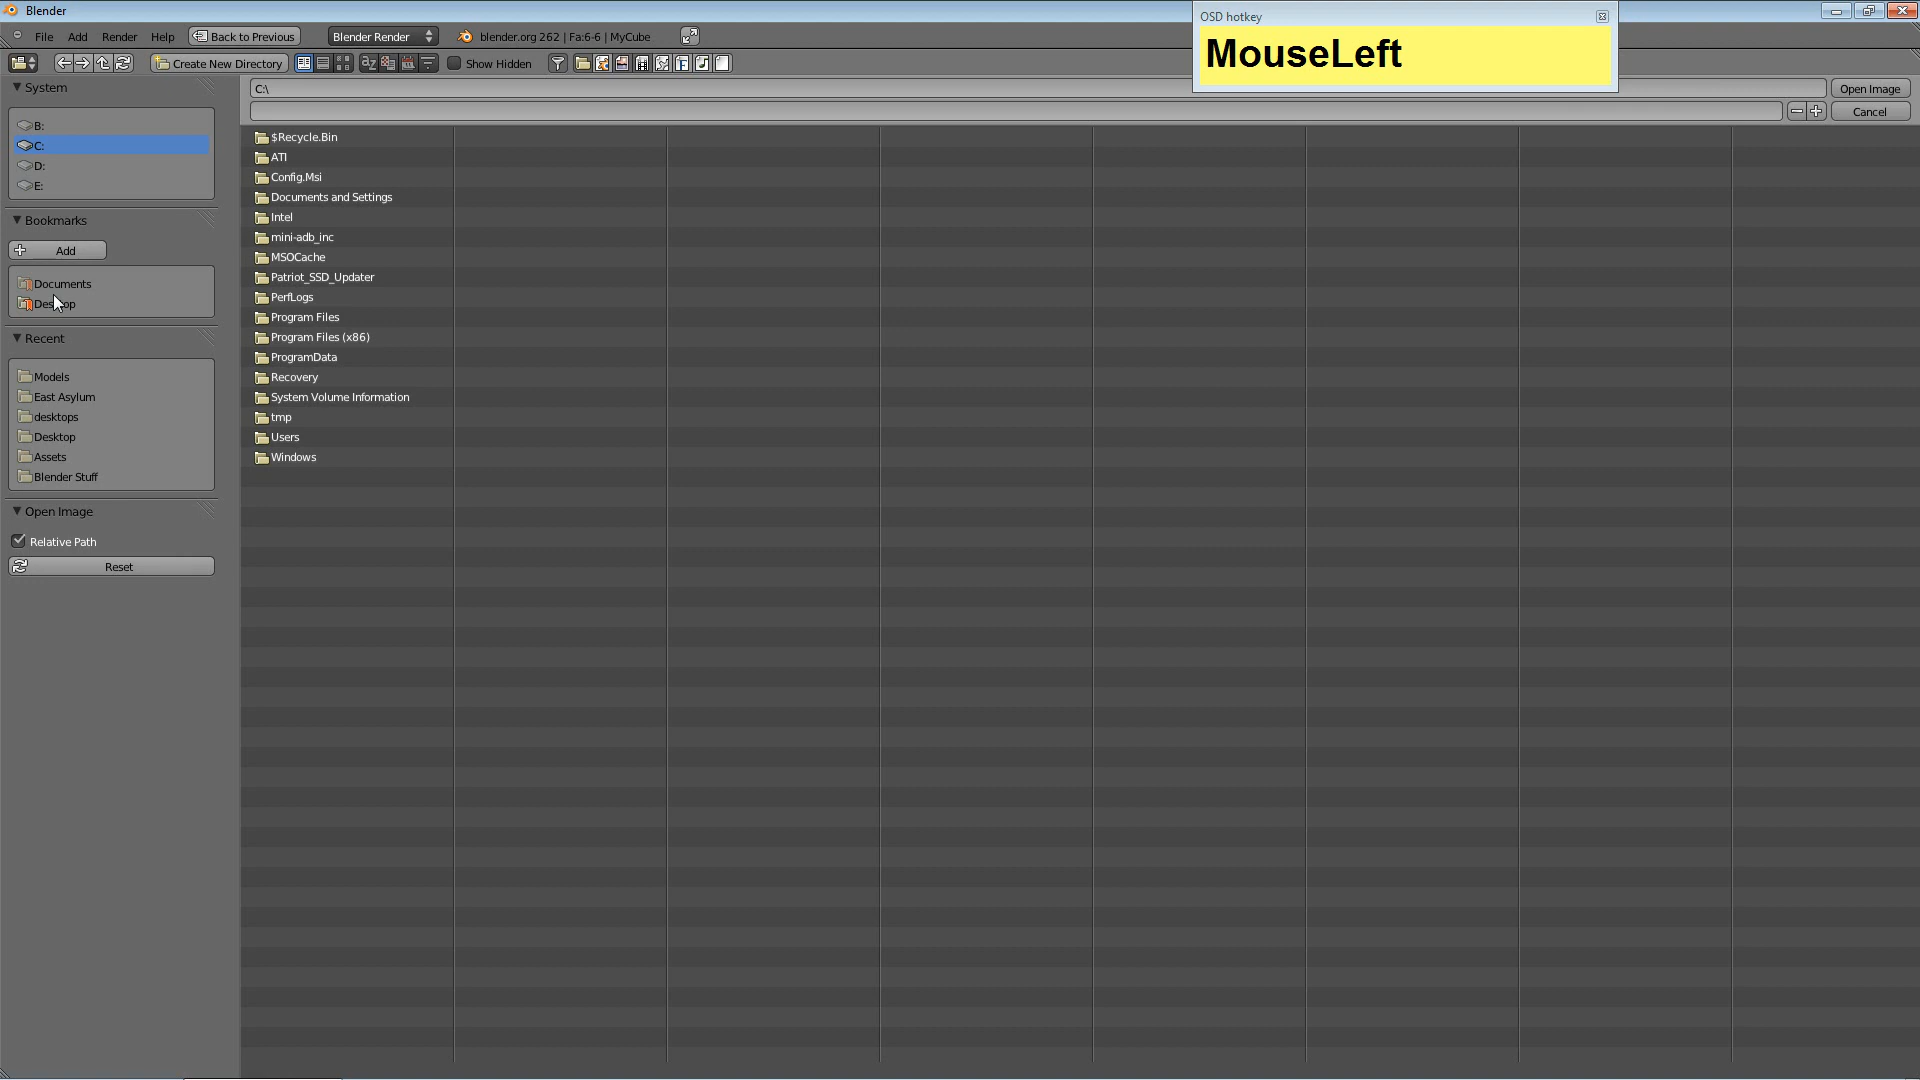 Blender
OSD hotkey
MouseLeft
File Add Render Help Back to Previous Blender Render blender.org 262 | Fa:6-6 | MyCube
Create New Directory Show Hidden
System
B:
C:
D:
E:
Bookmarks
Add
Documents
Desktop
Recent
Models
East Asylum
desktops
Desktop
Assets
Blender Stuff
Open Image
Relative Path
Reset
C:\ Open Image
Cancel
$Recycle.Bin
ATI
Config.Msi
Documents and Settings
Intel
mini-adb_inc
MSOCache
Patriot_SSD_Updater
PerfLogs
Program Files
Program Files (x86)
ProgramData
Recovery
System Volume Information
tmp
Users
Windows